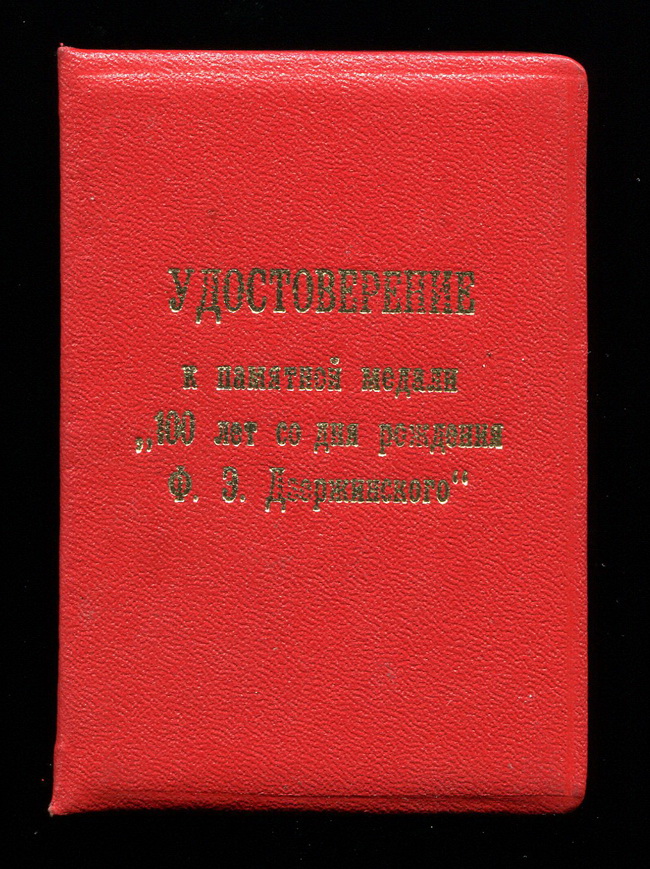 УДОСТОВЕРЕНИЕ
к памятной медали
„100 лет со дня рождения
Ф. Э. Дзержинского“